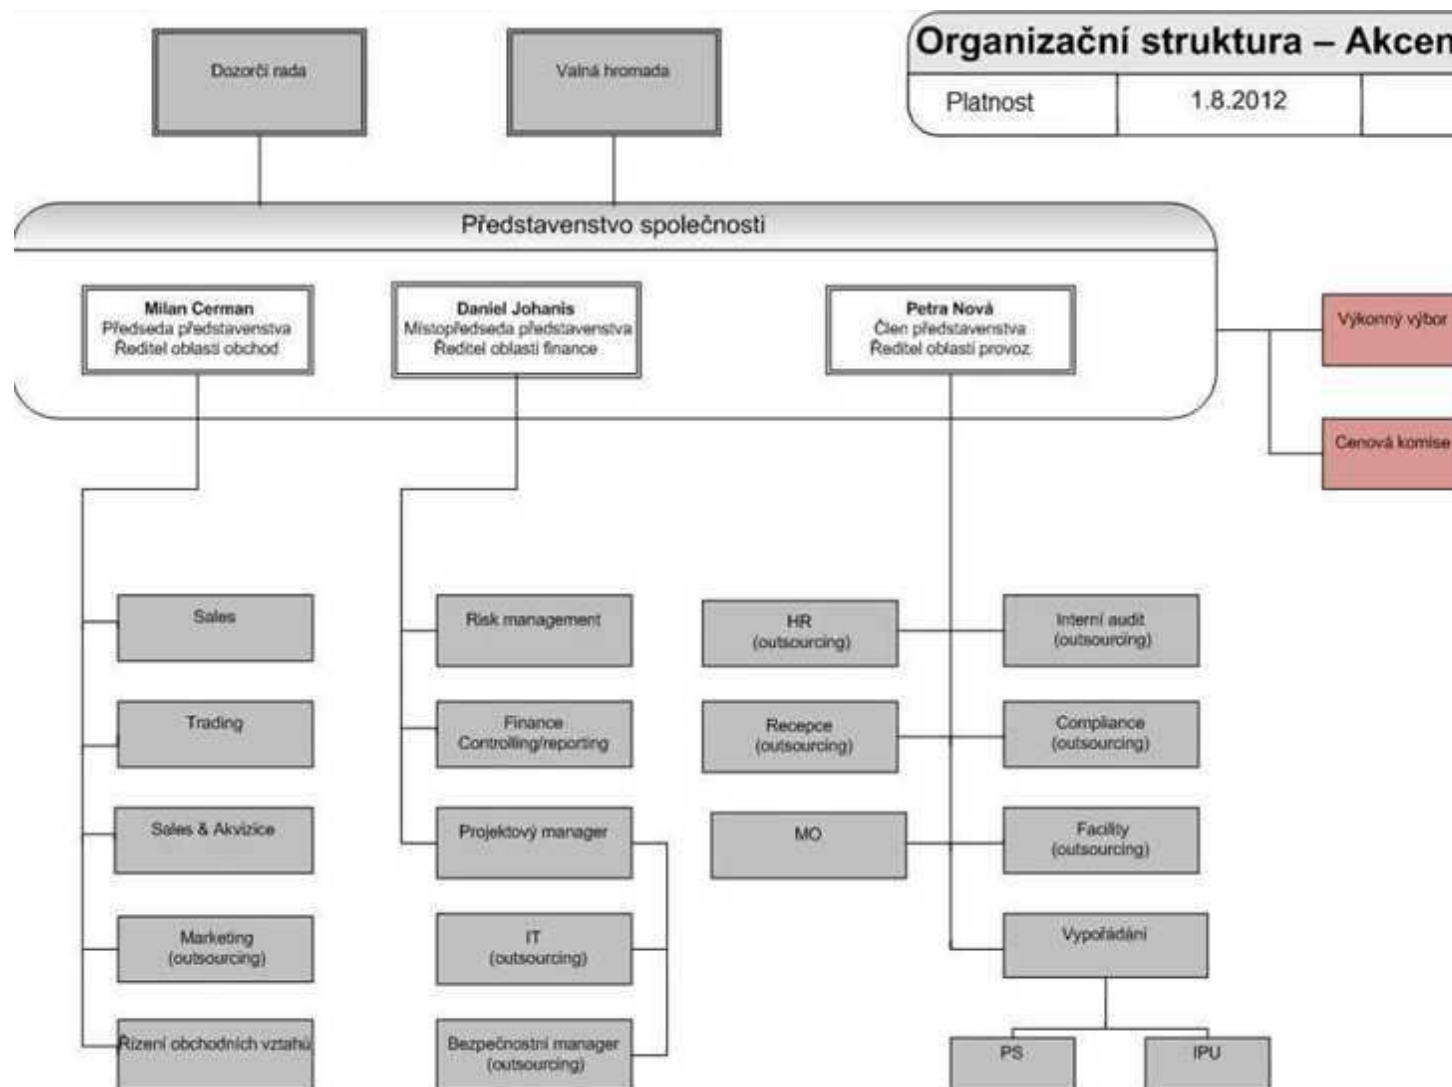 Organizační struktura – Akcen
Platnost
1.8.2012
Dozorčí rada
Valná hromada
Představenstvo společnosti
Milan Cerman
Předseda představenstva
Ředitel oblasti obchod
Daniel Johanis
Místopředseda představenstva
Ředitel oblasti finance
Petra Nová
Člen představenstva
Ředitel oblasti provoz
Výkonný výbor
Cenová komise
Sales
Trading
Sales & Akvizice
Marketing
(outsourcing)
Řízení obchodních vztahů
Risk management
Finance
Controlling/reporting
Projektový manager
IT
(outsourcing)
Bezpečnostní manager
(outsourcing)
HR
(outsourcing)
Recepce
(outsourcing)
MO
Interní audit
(outsourcing)
Compliance
(outsourcing)
Facility
(outsourcing)
Vypořádání
PS
IPU